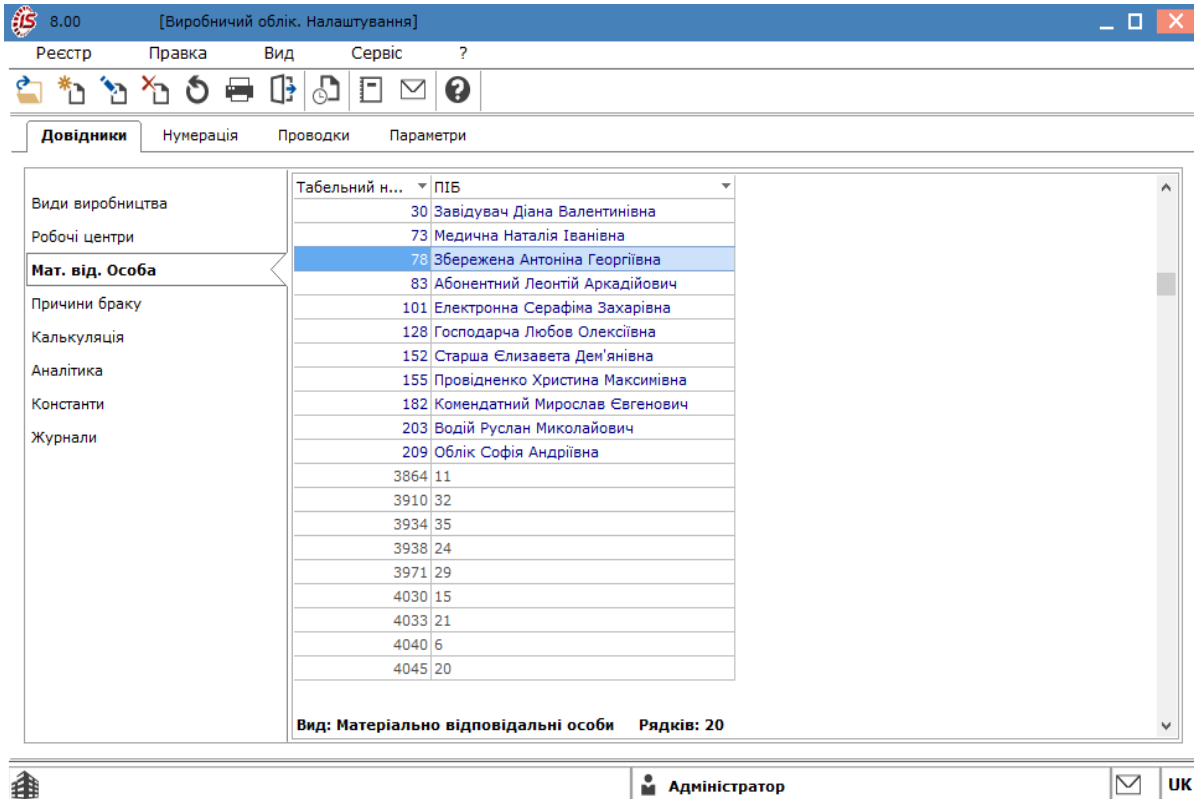 iS 8.00 [Виробничий облік. Налаштування]
Реєстр Правка Вид Сервіс ?
Довідники Нумерація Проводки Параметри
Види виробництва
Робочі центри
Мат. від. Особа
Причини браку
Калькуляція
Аналітика
Константи
Журнали
Табельний н... ПІБ
30 Завідувач Діана Валентинівна
73 Медична Наталія Іванівна
78 Збережена Антоніна Георгіївна
83 Абонентний Леонтій Аркадійович
101 Електронна Серафіма Захарівна
128 Господарча Любов Олексіївна
152 Старша Єлизавета Дем'янівна
155 Провідненко Христина Максимівна
182 Комендатний Мирослав Євгенович
203 Водій Руслан Миколайович
209 Облік Софія Андріївна
3864 11
3910 32
3934 35
3938 24
3971 29
4030 15
4033 21
4040 6
4045 20
Вид: Матеріально відповідальні особи Рядків: 20
Адміністратор UK